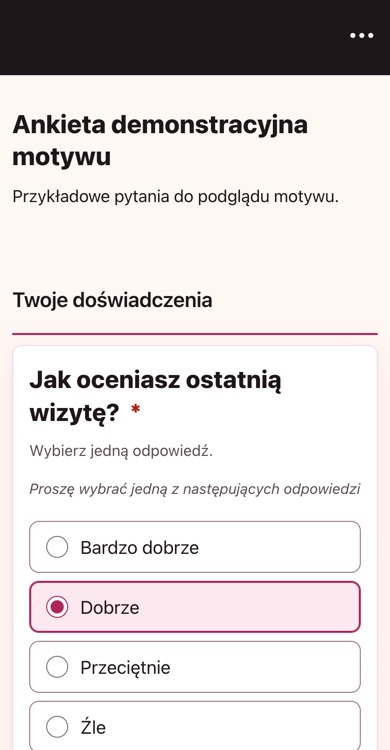 Ankieta demonstracyjna
motywu
Przykładowe pytania do podglądu motywu.
Twoje doświadczenia
Jak oceniasz ostatnią
wizytę? *
Wybierz jedną odpowiedź.
Proszę wybrać jedną z następujących odpowiedzi
Bardzo dobrze
Dobrze
Przeciętnie
Źle